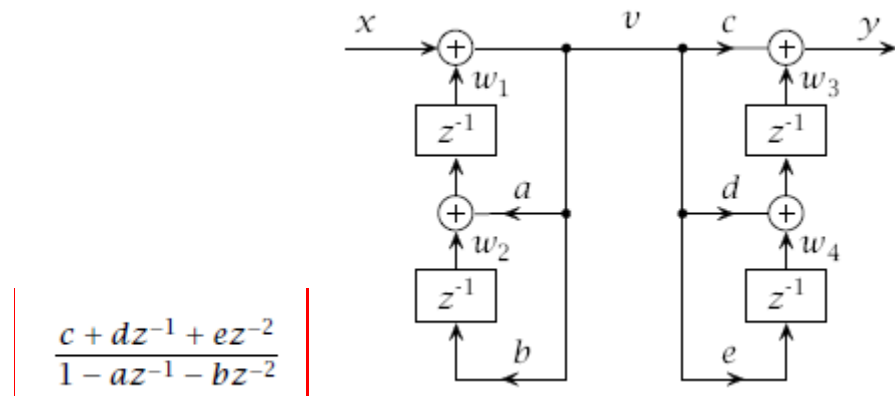 x + v c + y
w₁ w₃
z⁻¹ z⁻¹
a d
+ +
w₂ w₄
z⁻¹ z⁻¹
b e
c + dz⁻¹ + ez⁻²
1 − az⁻¹ − bz⁻²